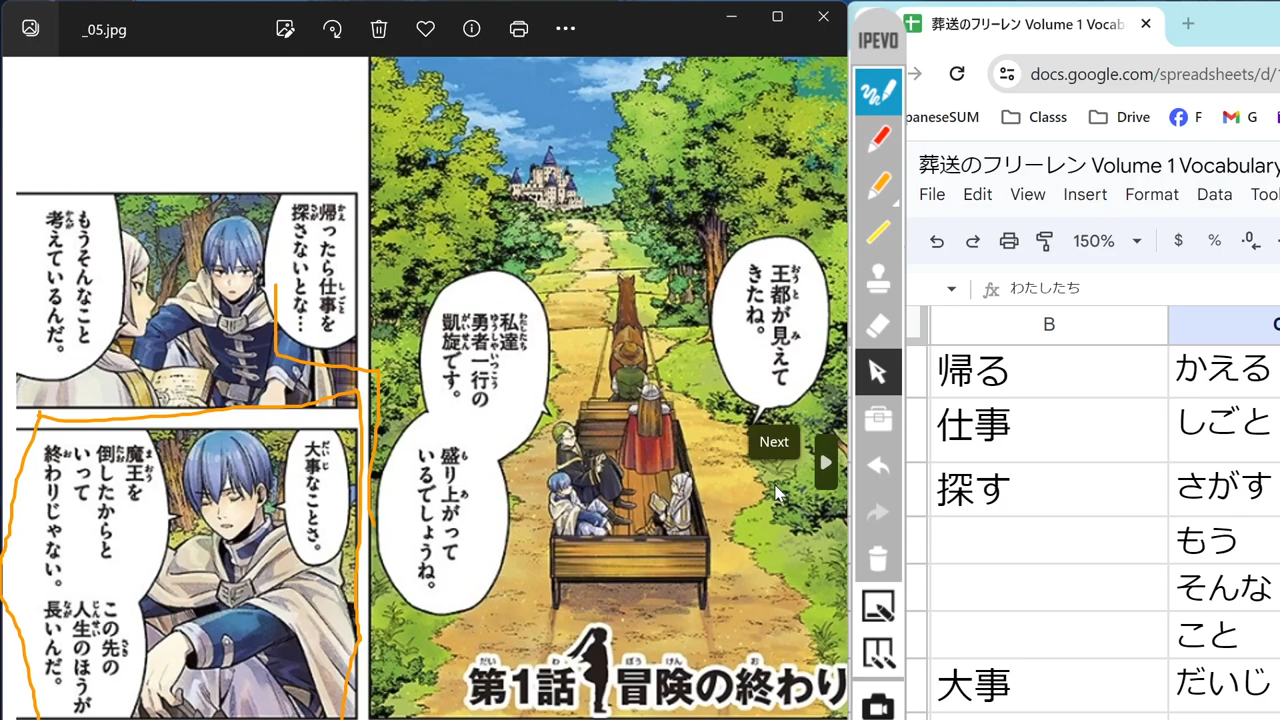 _05.jpg
王都が見えて
きたね。
私達
勇者一行の
凱旋です。
盛り上がって
いるでしょうね。
第1話 冒険の終わり
帰ったら仕事を
探さないとな…
もうそんなこと
考えているんだ。
大事なことさ。
魔王を
倒したからと
いって
終わりじゃない。
この先の
人生のほうが
長いんだ。
Next
IPEVO
葬送のフリーレン Volume 1 Vocab
docs.google.com/spreadsheets/d/1
paneseSUM Classs Drive F G
葬送のフリーレン Volume 1 Vocabulary
File Edit View Insert Format Data Tool
150% $ % .0
fx わたしたち
B
帰る かえる
仕事 しごと
探す さがす
もう
そんな
こと
大事 だいじ